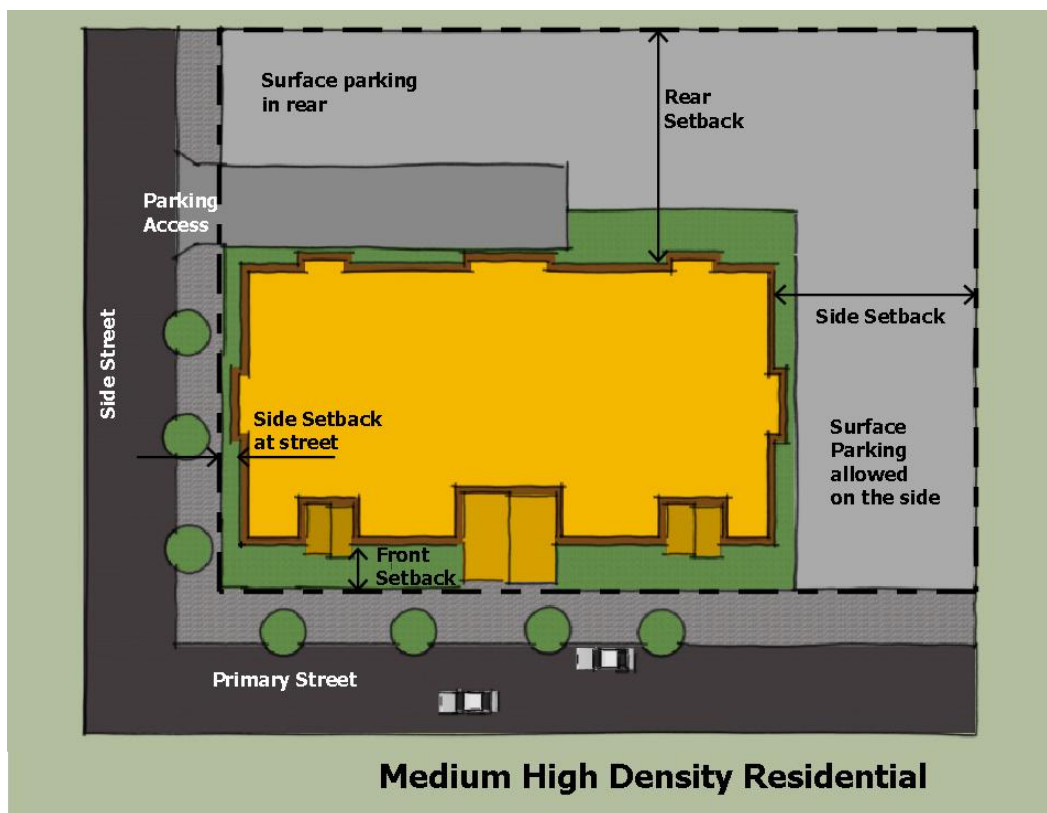 Surface parking
in rear
Rear
Setback
Parking
Access
Side Street
Side Setback
Side Setback
at street
Surface
Parking
allowed
on the side
Front
Setback
Primary Street
Medium High Density Residential